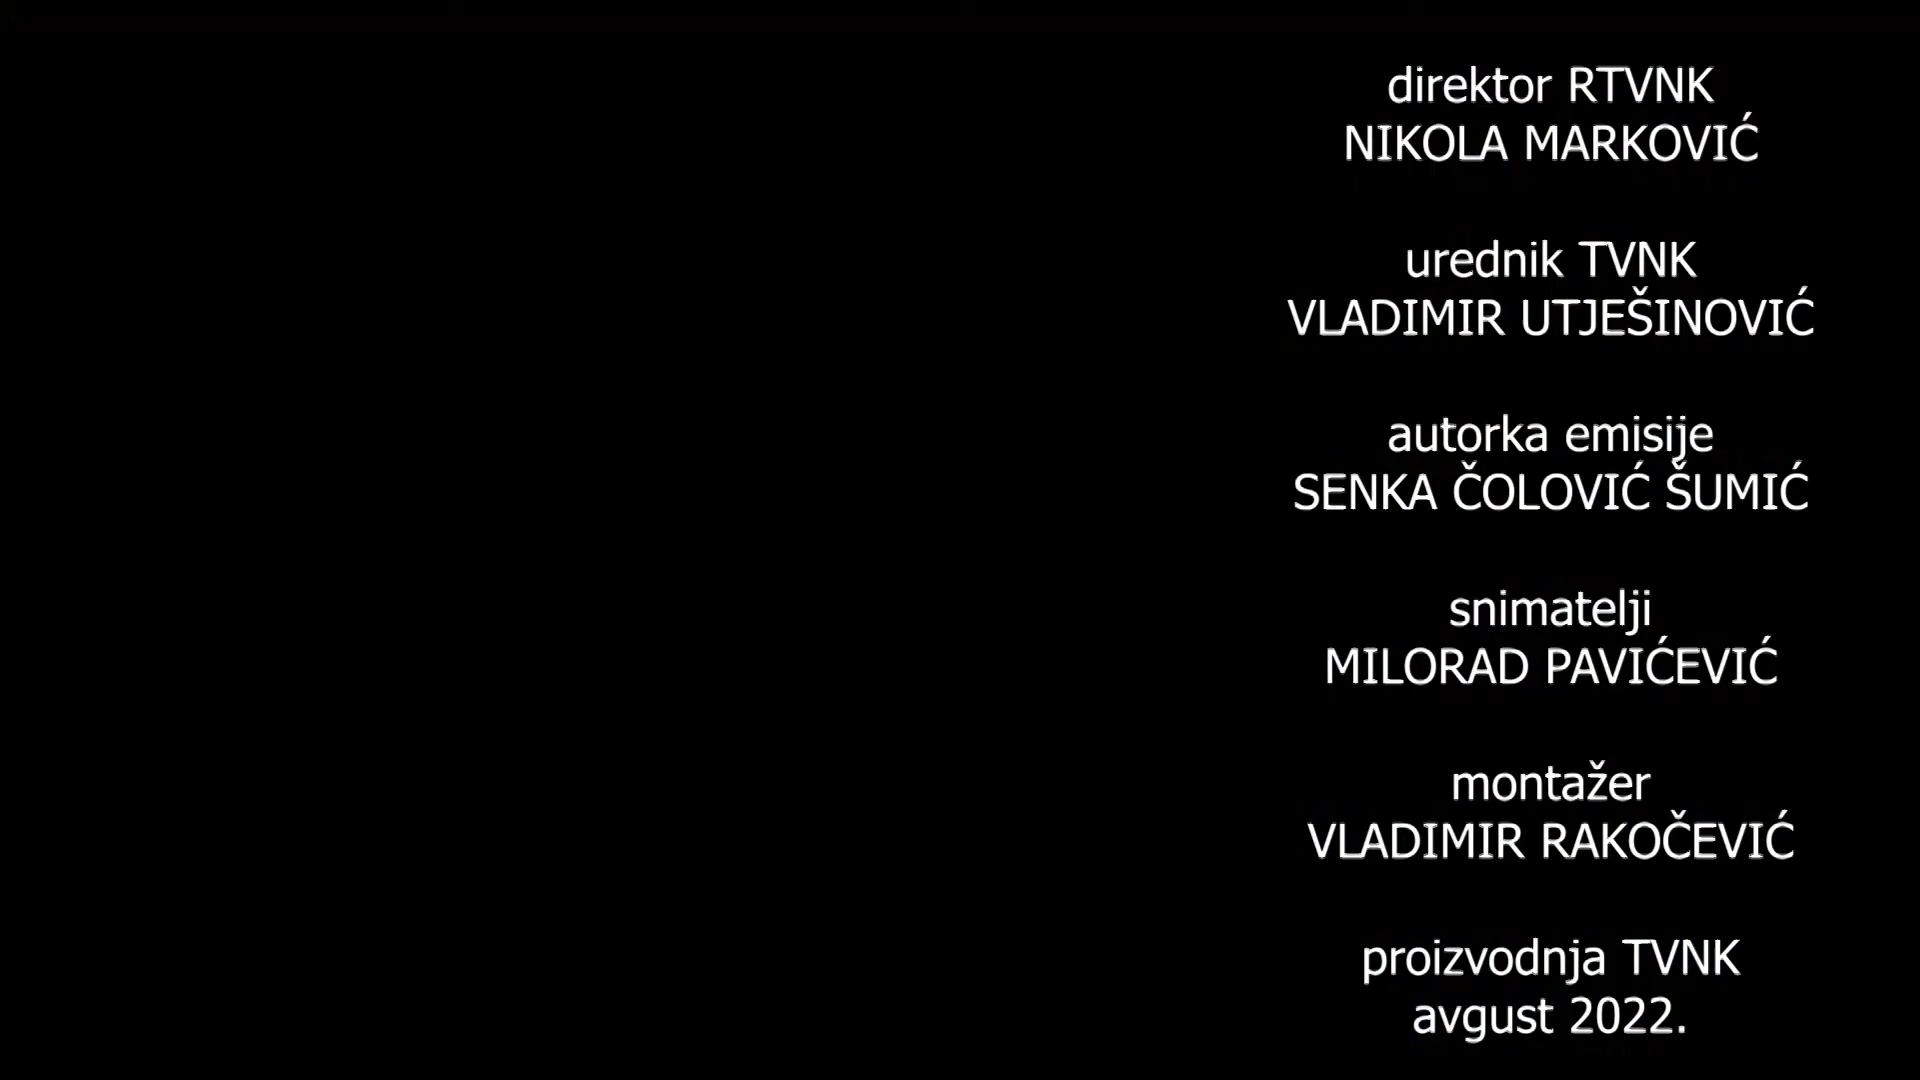 direktor RTVNK
NIKOLA MARKOVIĆ
urednik TVNK
VLADIMIR UTJEŠINOVIĆ
autorka emisije
SENKA ČOLOVIĆ ŠUMIĆ
snimatelji
MILORAD PAVIĆEVIĆ
montažer
VLADIMIR RAKOČEVIĆ
proizvodnja TVNK
avgust 2022.